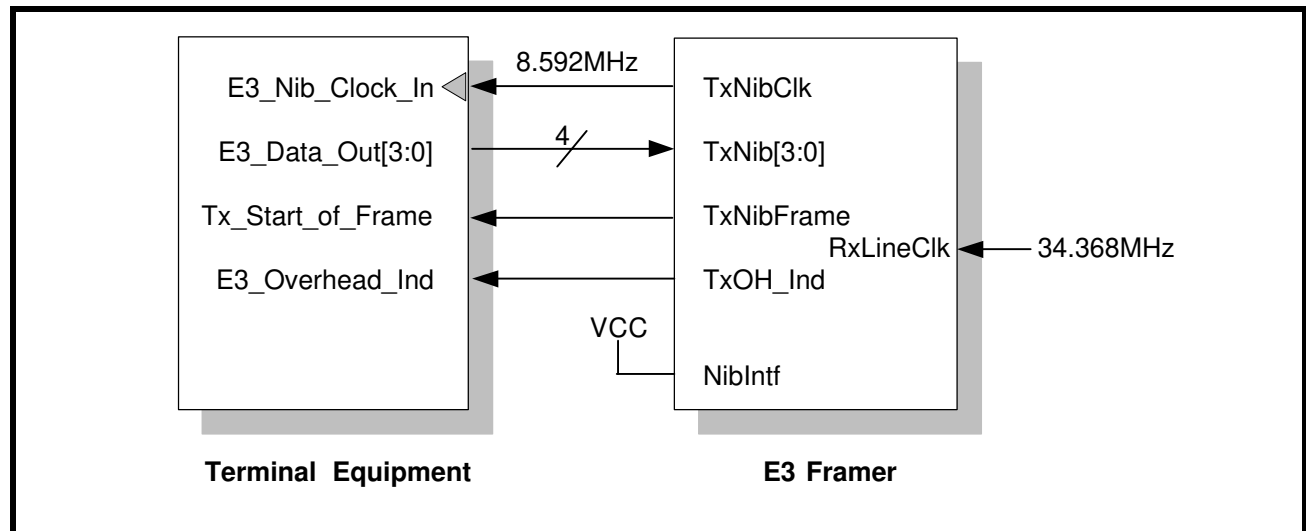 8.592MHz
E3_Nib_Clock_In
TxNibClk
4
E3_Data_Out[3:0]
TxNib[3:0]
Tx_Start_of_Frame
TxNibFrame
RxLineClk
34.368MHz
E3_Overhead_Ind
TxOH_Ind
VCC
NibIntf
Terminal Equipment
E3 Framer